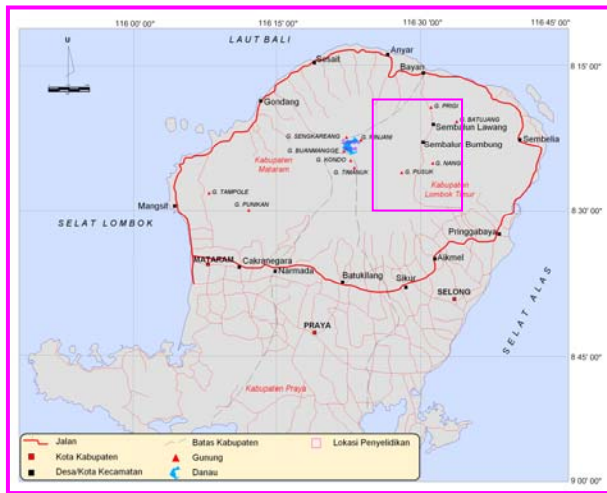 116 00' 00"
116 15' 00"
116 30' 00"
116 45' 00"
LAUT BALI
U
Anyar
Bayan
8 15' 00"
Gondang
G. PRIGI
G. BATUJANG
Sembalun Lawang
G. SENGKAREANG
G. RINJANI
Sembelia
G. BUANMANGGE
Sembalun Bumbung
Kabupaten
Mataram
G. KONDO
G. NANG
G. TIMANUK
G. PUSUK
Kabupaten
Lombok Timur
G. TAMPOLE
Mangsit
G. PUNIKAN
8 30' 00"
SELAT LOMBOK
Pringgabaya
MATARAM
Cakranegara
Narmada
Aikmel
Batukliang
Sikur
SELONG
SELAT ALAS
PRAYA
8 45' 00"
Kabupaten Praya
Jalan
Batas Kabupaten
Lokasi Penyelidikan
Kota Kabupaten
Gunung
Desa/Kota Kecamatan
Danau
9 00' 00"